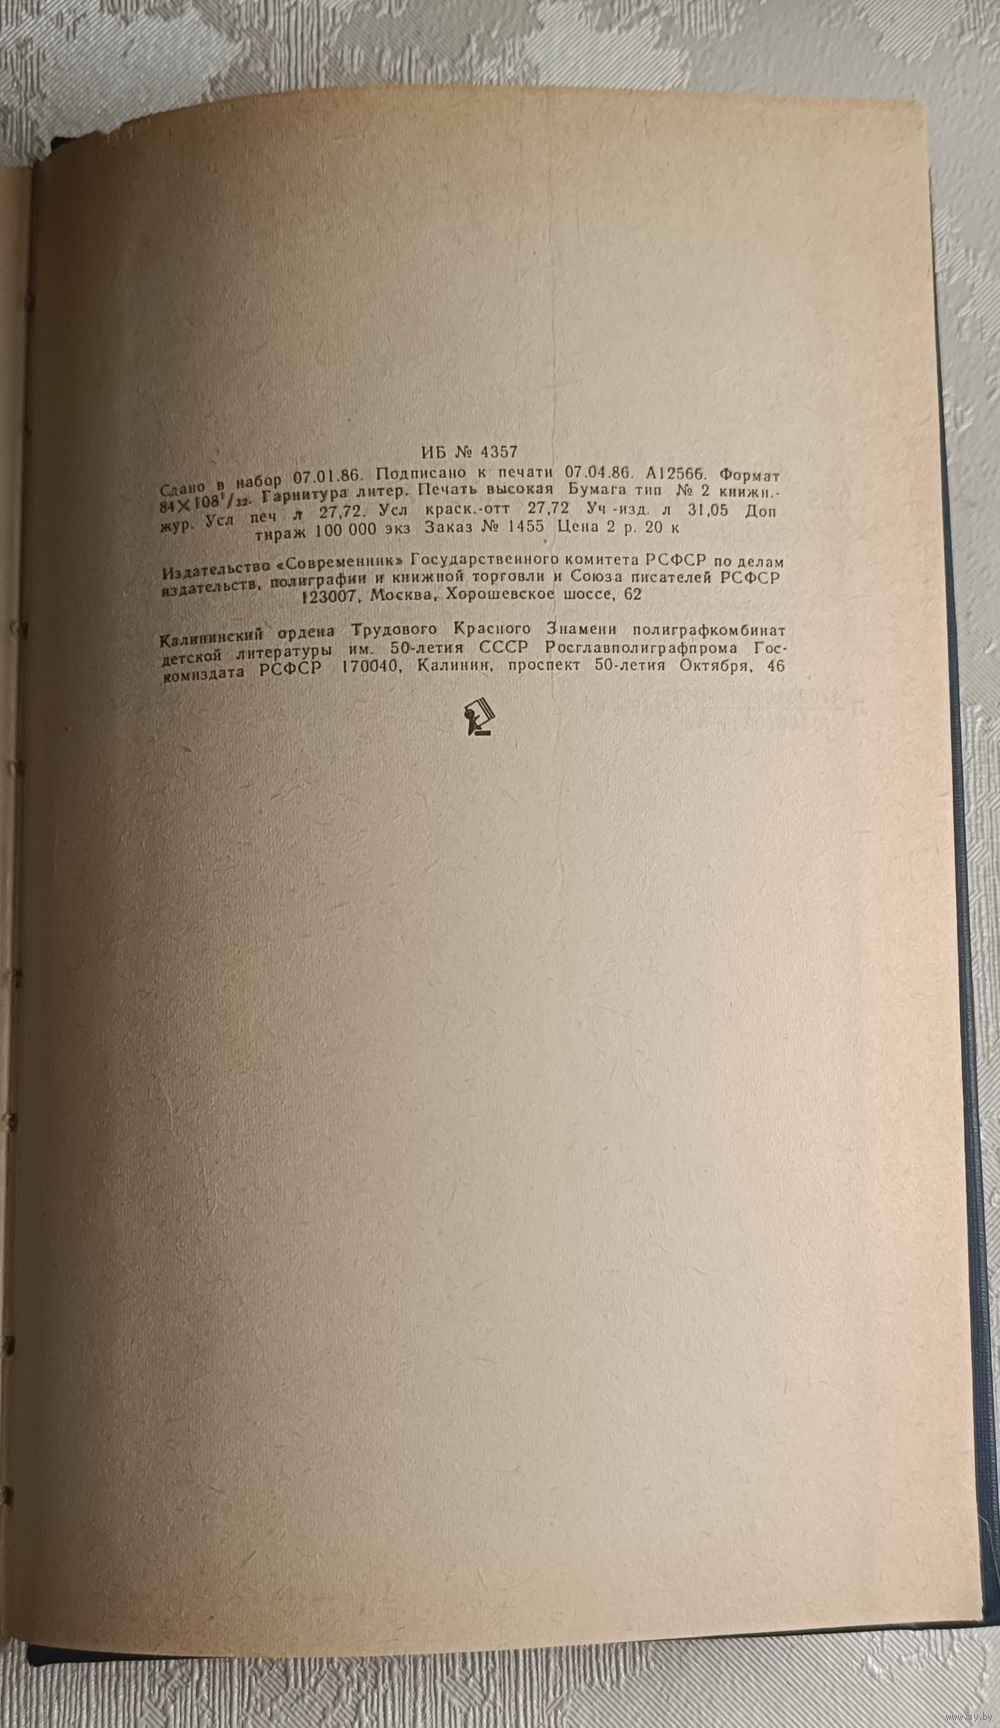 ИБ № 4357
Сдано в набор 07.01.86. Подписано к печати 07.04.86. А12566. Формат
84×108¹/₃₂. Гарнитура литер. Печать высокая Бумага тип № 2 книжн.-
жур. Усл печ л 27,72. Усл краск.-отт 27,72 Уч -изд. л 31,05 Доп
тираж 100 000 экз Заказ № 1455 Цена 2 р. 20 к
Издательство «Современник» Государственного комитета РСФСР по делам
издательств, полиграфии и книжной торговли и Союза писателей РСФСР
123007, Москва, Хорошевское шоссе, 62
Калининский ордена Трудового Красного Знамени полиграфкомбинат
детской литературы им. 50-летия СССР Росглавполиграфпрома Гос-
комиздата РСФСР 170040, Калинин, проспект 50-летия Октября, 46
www.ay.by